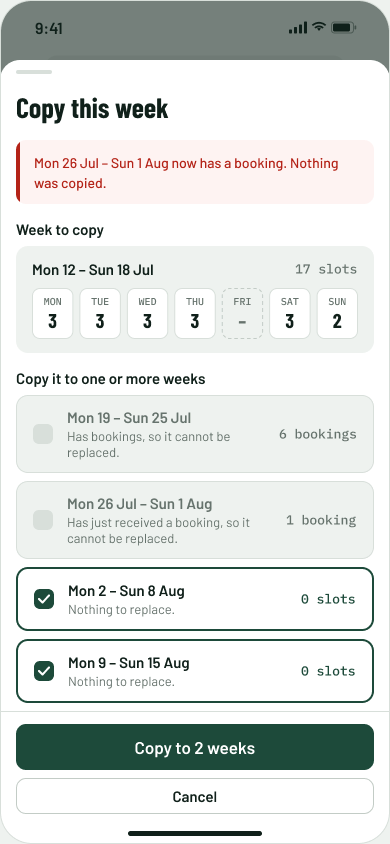 9:41
Copy this week
Mon 26 Jul – Sun 1 Aug now has a booking. Nothing
was copied.
Week to copy
Mon 12 – Sun 18 Jul 17 slots
MON TUE WED THU FRI SAT SUN
3 3 3 3 – 3 2
Copy it to one or more weeks
Mon 19 – Sun 25 Jul
Has bookings, so it cannot be
replaced.
6 bookings
Mon 26 Jul – Sun 1 Aug
Has just received a booking, so it
cannot be replaced.
1 booking
Mon 2 – Sun 8 Aug
Nothing to replace.
0 slots
Mon 9 – Sun 15 Aug
Nothing to replace.
0 slots
Copy to 2 weeks
Cancel